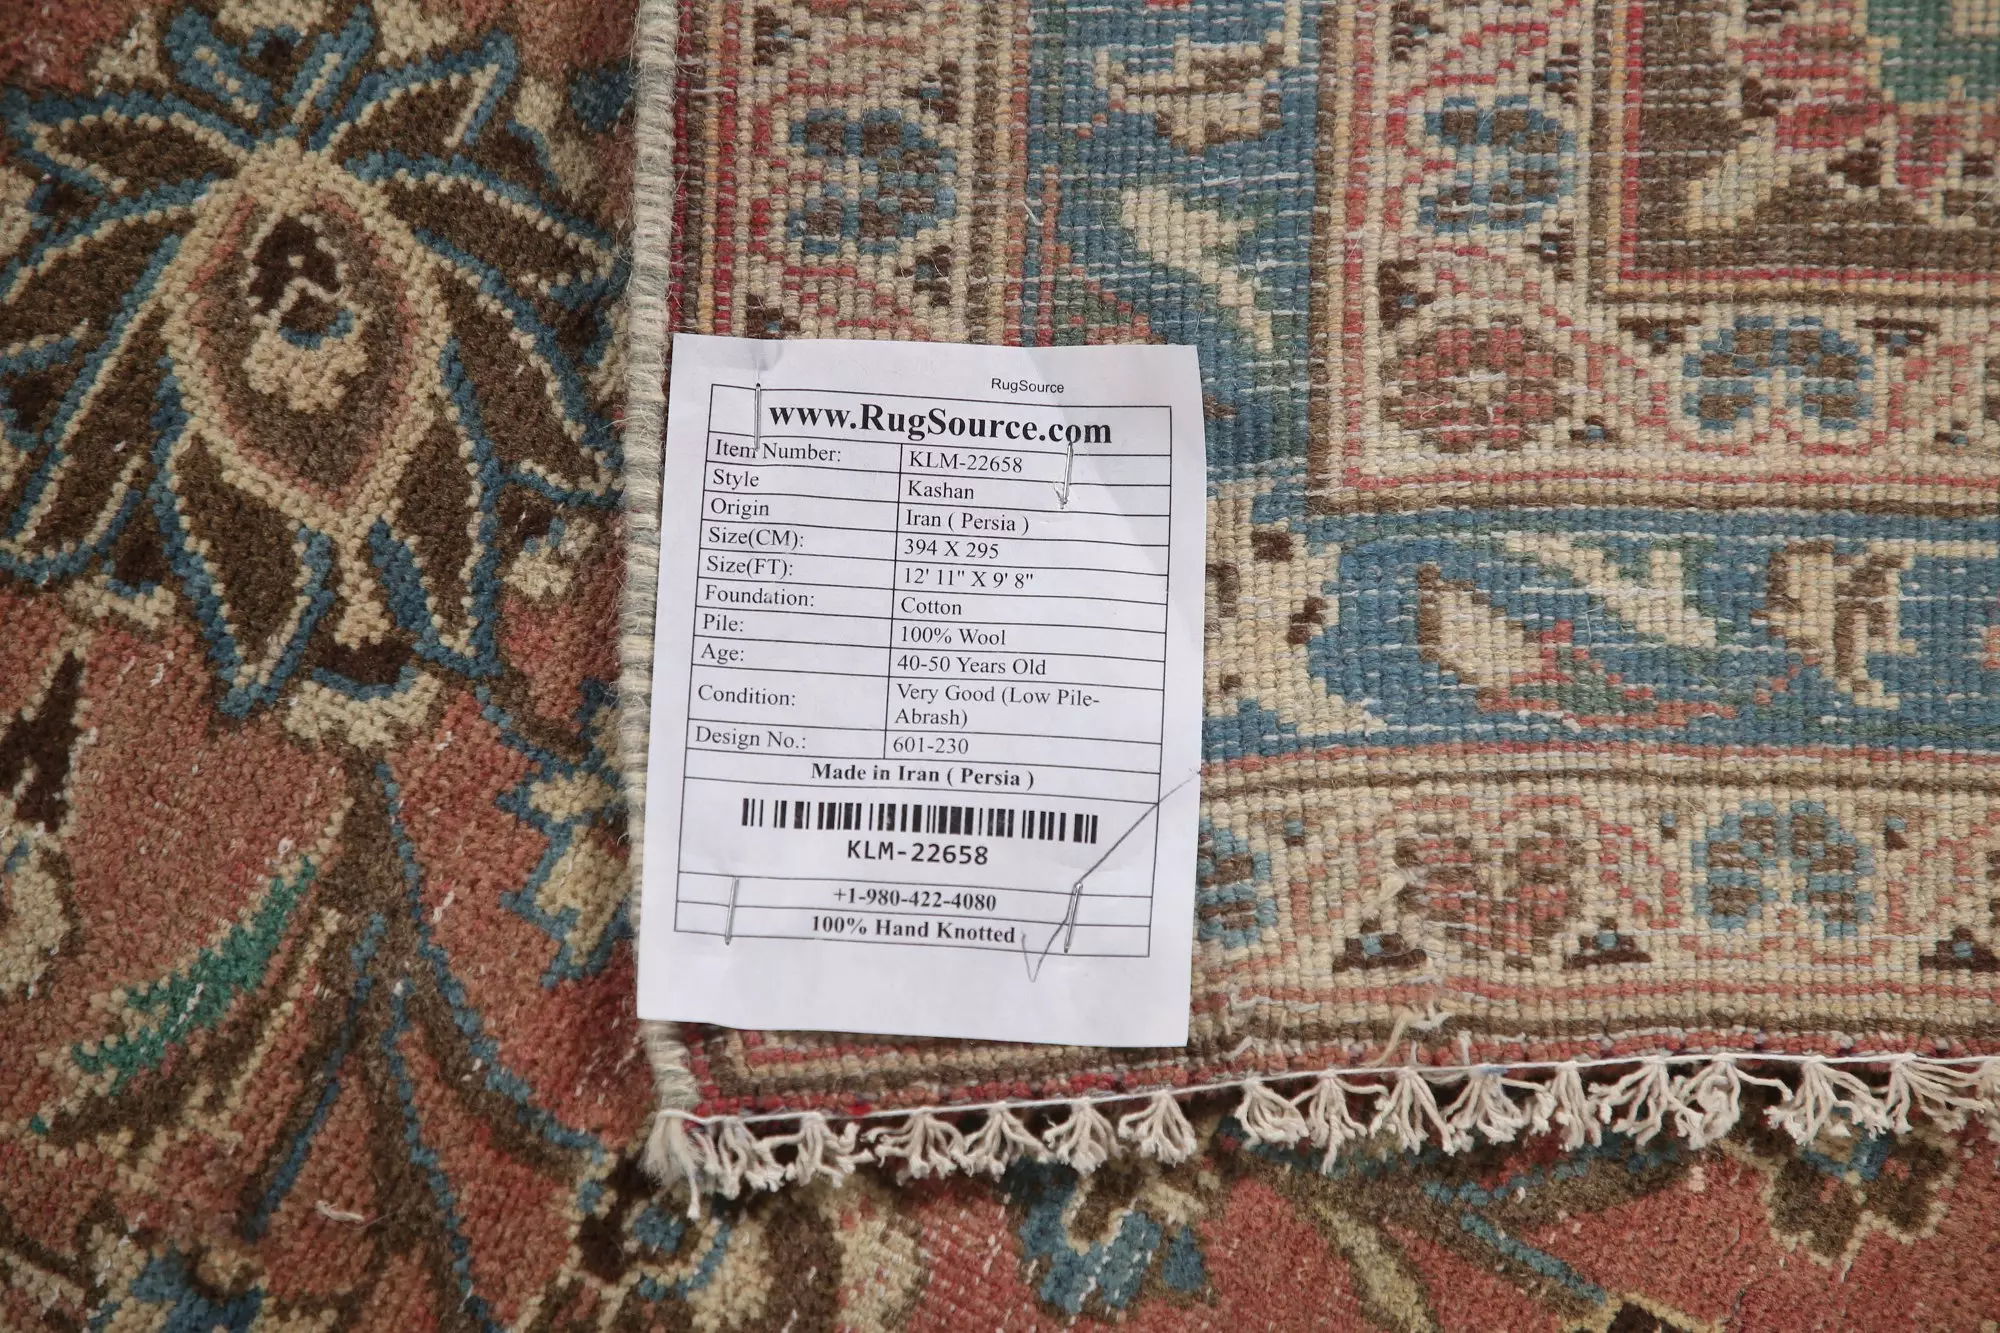 RugSource
www.RugSource.com
Item Number: KLM-22658
Style Kashan
Origin Iran ( Persia )
Size(CM): 394 X 295
Size(FT): 12' 11" X 9' 8"
Foundation: Cotton
Pile: 100% Wool
Age: 40-50 Years Old
Condition: Very Good (Low Pile-
Abrash)
Design No.: 601-230
Made in Iran ( Persia )
KLM-22658
+1-980-422-4080
100% Hand Knotted